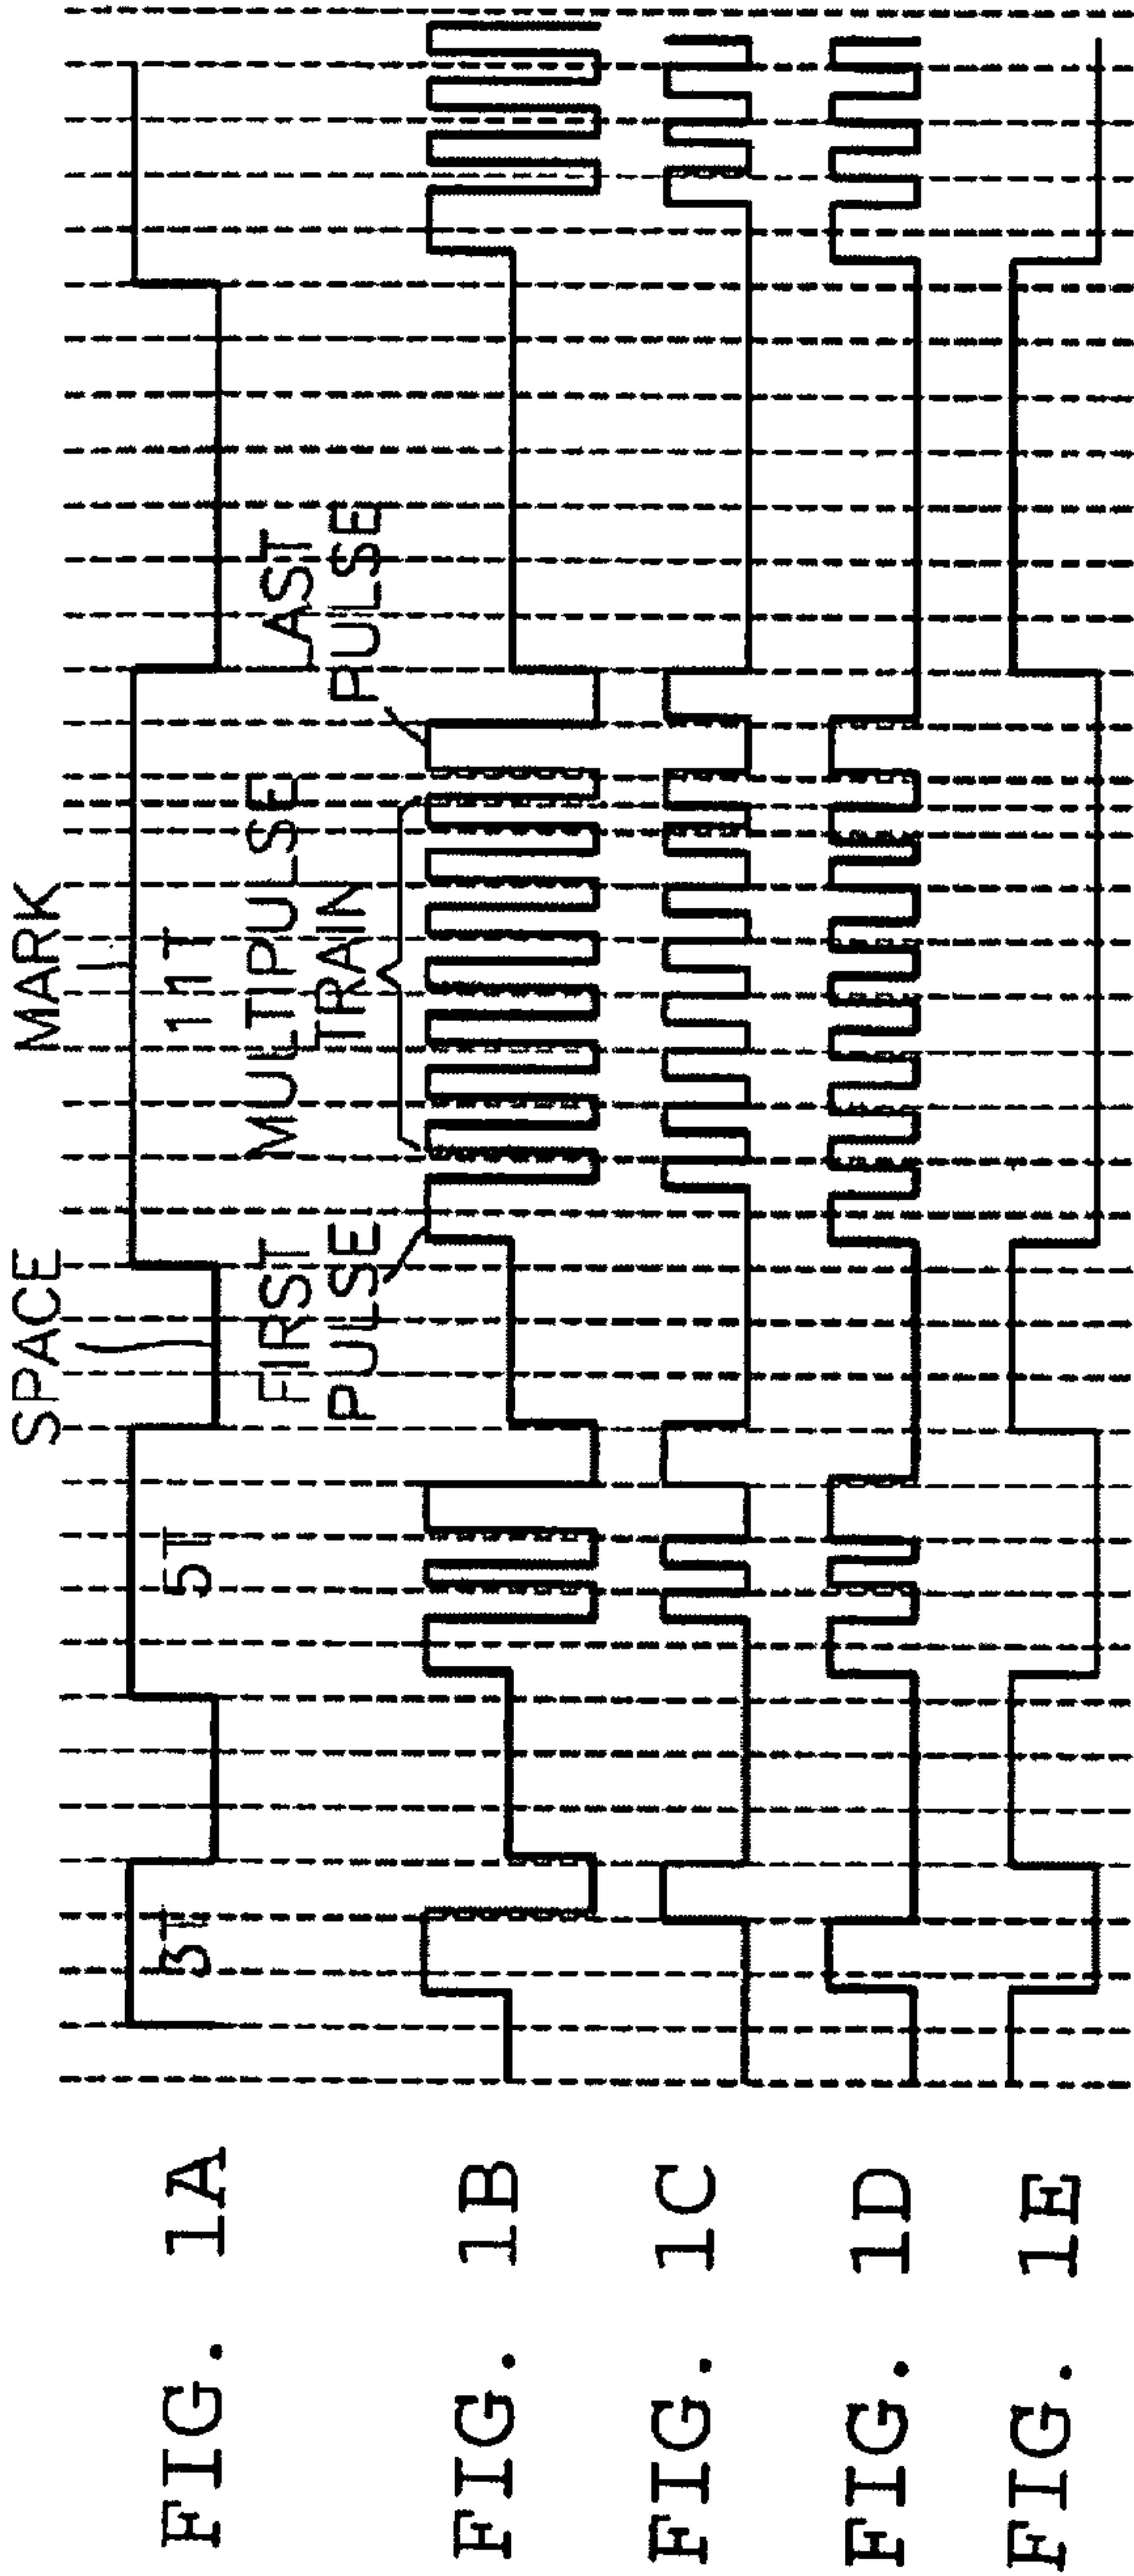 SPACE
MARK
3T
5T
11T
FIRST
PULSE
MULTIPULSE
TRAIN
LAST
PULSE
FIG. 1A
FIG. 1B
FIG. 1C
FIG. 1D
FIG. 1E